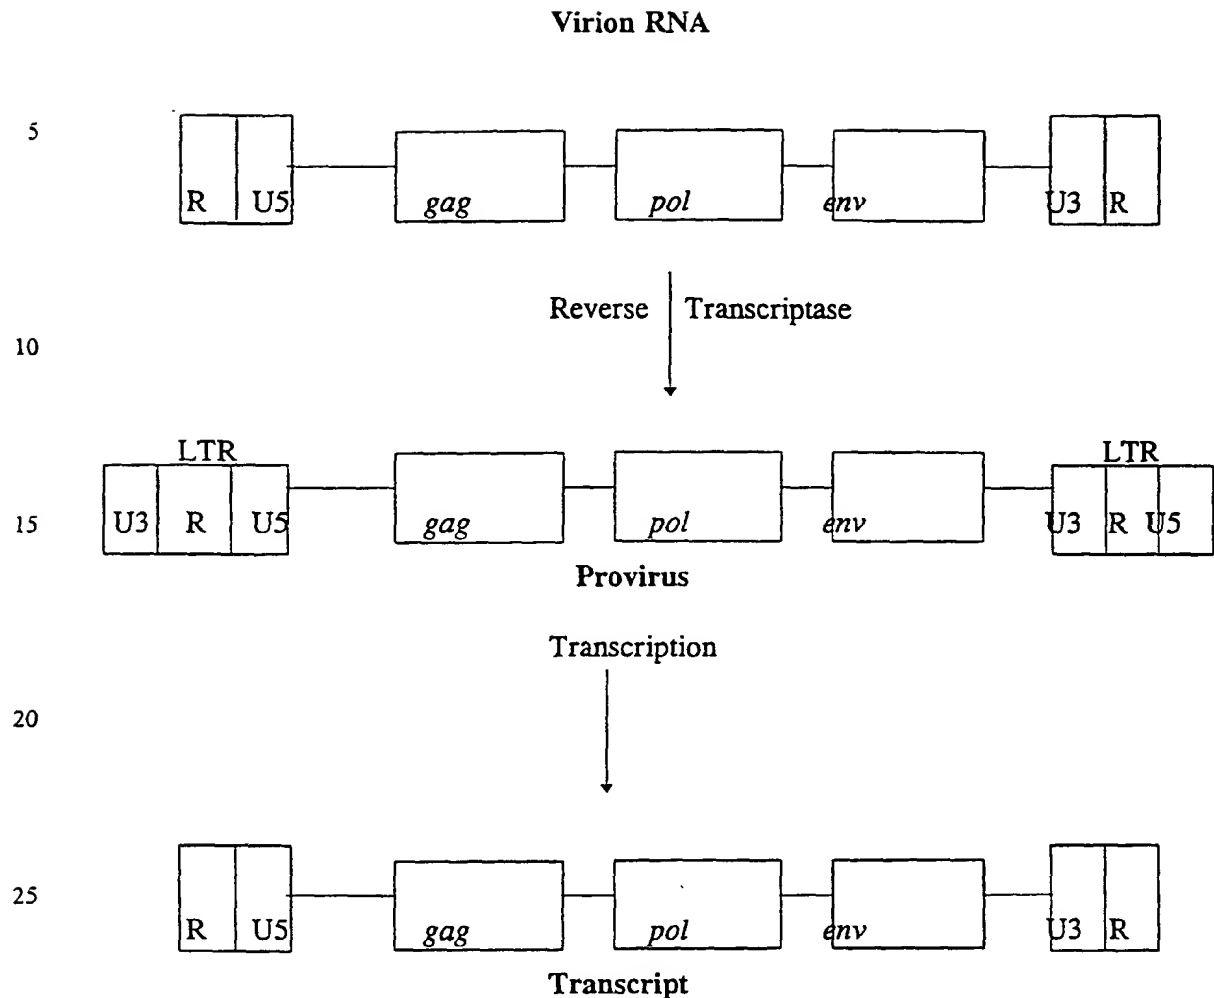 Virion RNA
5
R U5 gag pol env U3 R
Reverse Transcriptase
10
LTR LTR
15 U3 R U5 gag pol env U3 R U5
Provirus
Transcription
20
25
R U5 gag pol env U3 R
Transcript